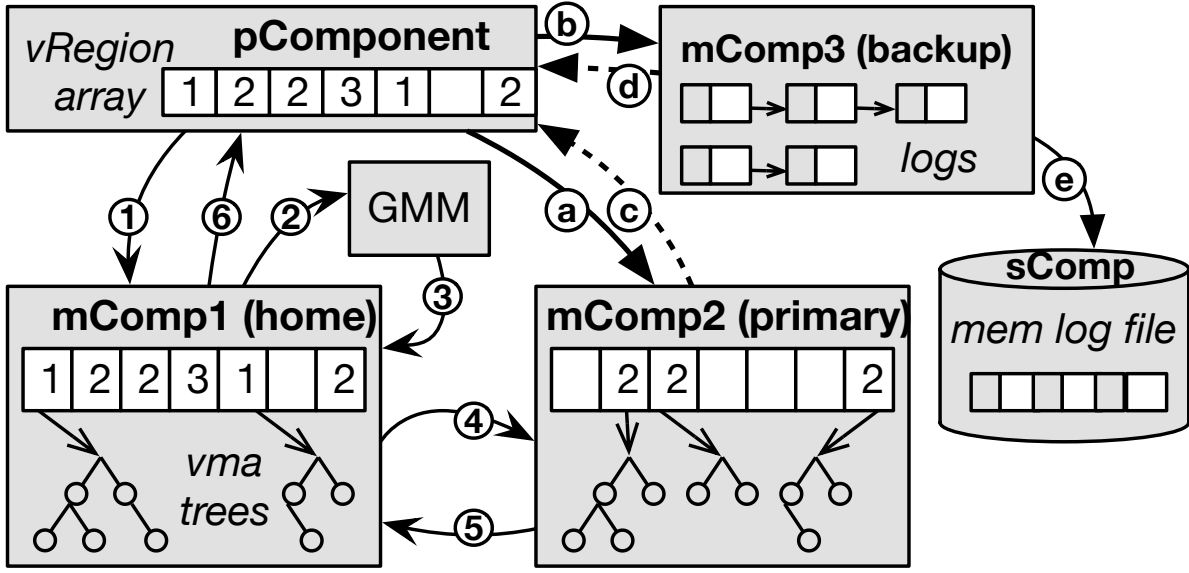 pComponent
vRegion
array
1 2 2 3 1 2
b
d
mComp3 (backup)
logs
1
6
2
GMM
a
c
e
3
sComp
mem log file
mComp1 (home)
1 2 2 3 1 2
vma
trees
4
5
mComp2 (primary)
2 2 2